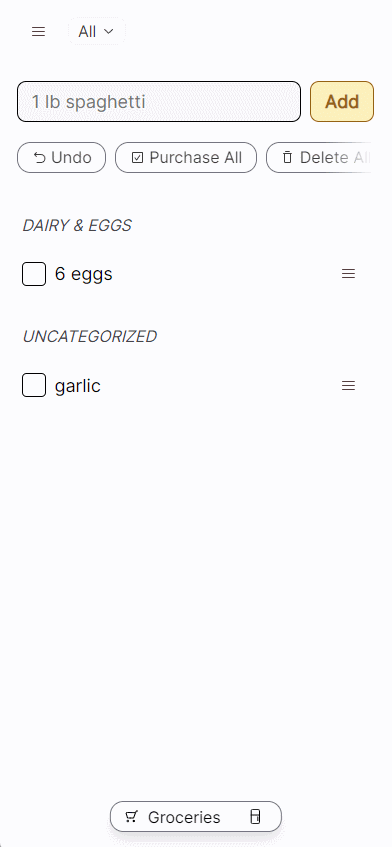 All
1 lb spaghetti Add
Undo Purchase All Delete All
DAIRY & EGGS
6 eggs
UNCATEGORIZED
garlic
Groceries